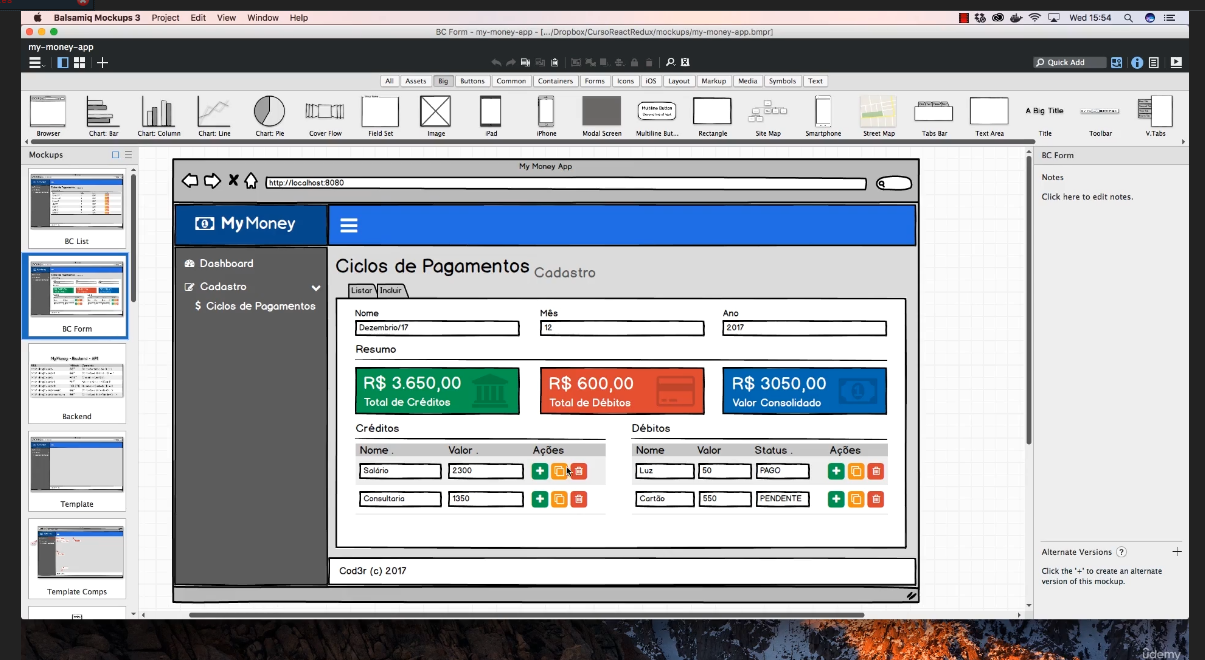 Balsamiq Mockups 3 Project Edit View Window Help Wed 15:54
BC Form - my-money-app - [.../Dropbox/CursoReactRedux/mockups/my-money-app.bmpr]
my-money-app
Quick Add
All Assets Big Buttons Common Containers Forms Icons iOS Layout Markup Media Symbols Text
Browser Chart: Bar Chart: Column Chart: Line Chart: Pie Cover Flow Field Set Image iPad iPhone Modal Screen Multiline But... Rectangle Site Map Smartphone Street Map Tabs Bar Text Area Title Toolbar V.Tabs
A Big Title
Mockups
BC List
BC Form
Backend
Template
Template Comps
My Money App
http://localhost:8080
MyMoney
Dashboard
Cadastro
$ Ciclos de Pagamentos
Ciclos de Pagamentos Cadastro
Listar Incluir
Nome Mês Ano
Dezembrio/17 12 2017
Resumo
R$ 3.650,00 R$ 600,00 R$ 3050,00
Total de Créditos Total de Débitos Valor Consolidado
Créditos Débitos
Nome . Valor . Ações Nome Valor Status . Ações
Salário 2300 Luz 50 PAGO
Consultoria 1350 Cartão 550 PENDENTE
Cod3r (c) 2017
BC Form
Notes
Click here to edit notes.
Alternate Versions ? +
Click the '+' to create an alternate
version of this mockup.
udemy